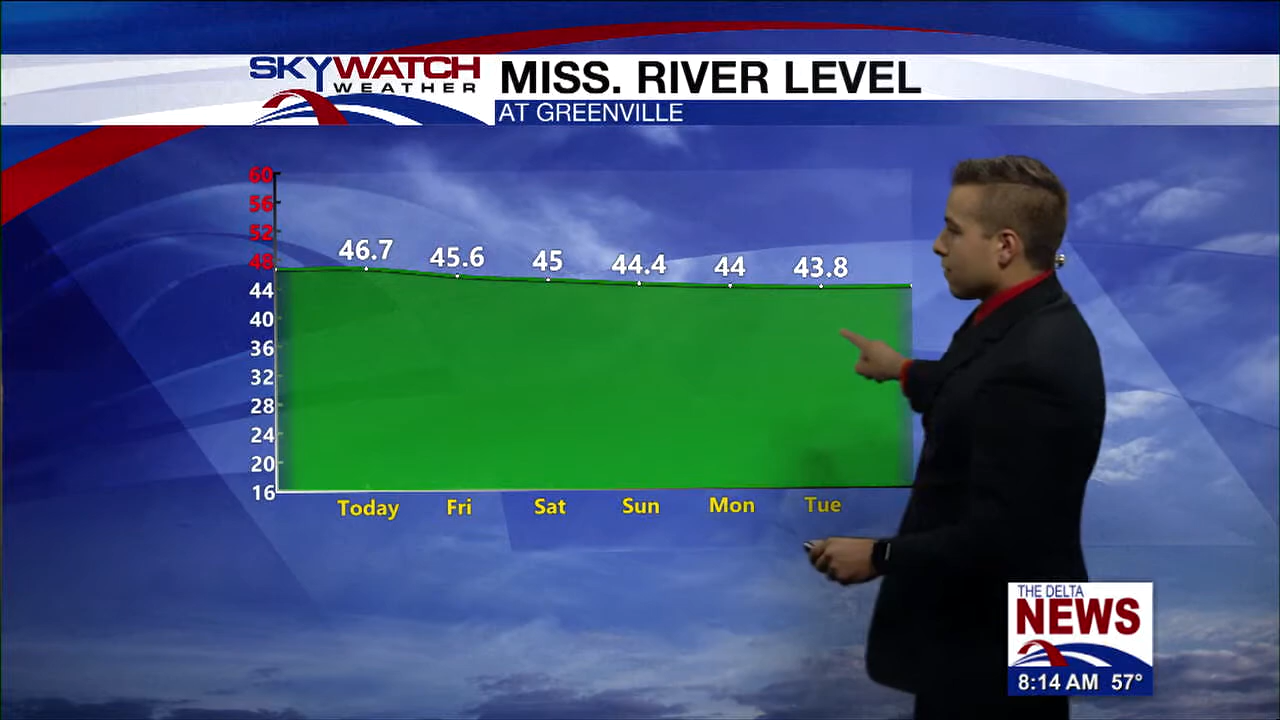 SKYWATCH
WEATHER
MISS. RIVER LEVEL
AT GREENVILLE
60
56
52
48
44
40
36
32
28
24
20
16
46.7 45.6 45 44.4 44 43.8
Today Fri Sat Sun Mon Tue
THE DELTA
NEWS
8:14 AM 57°